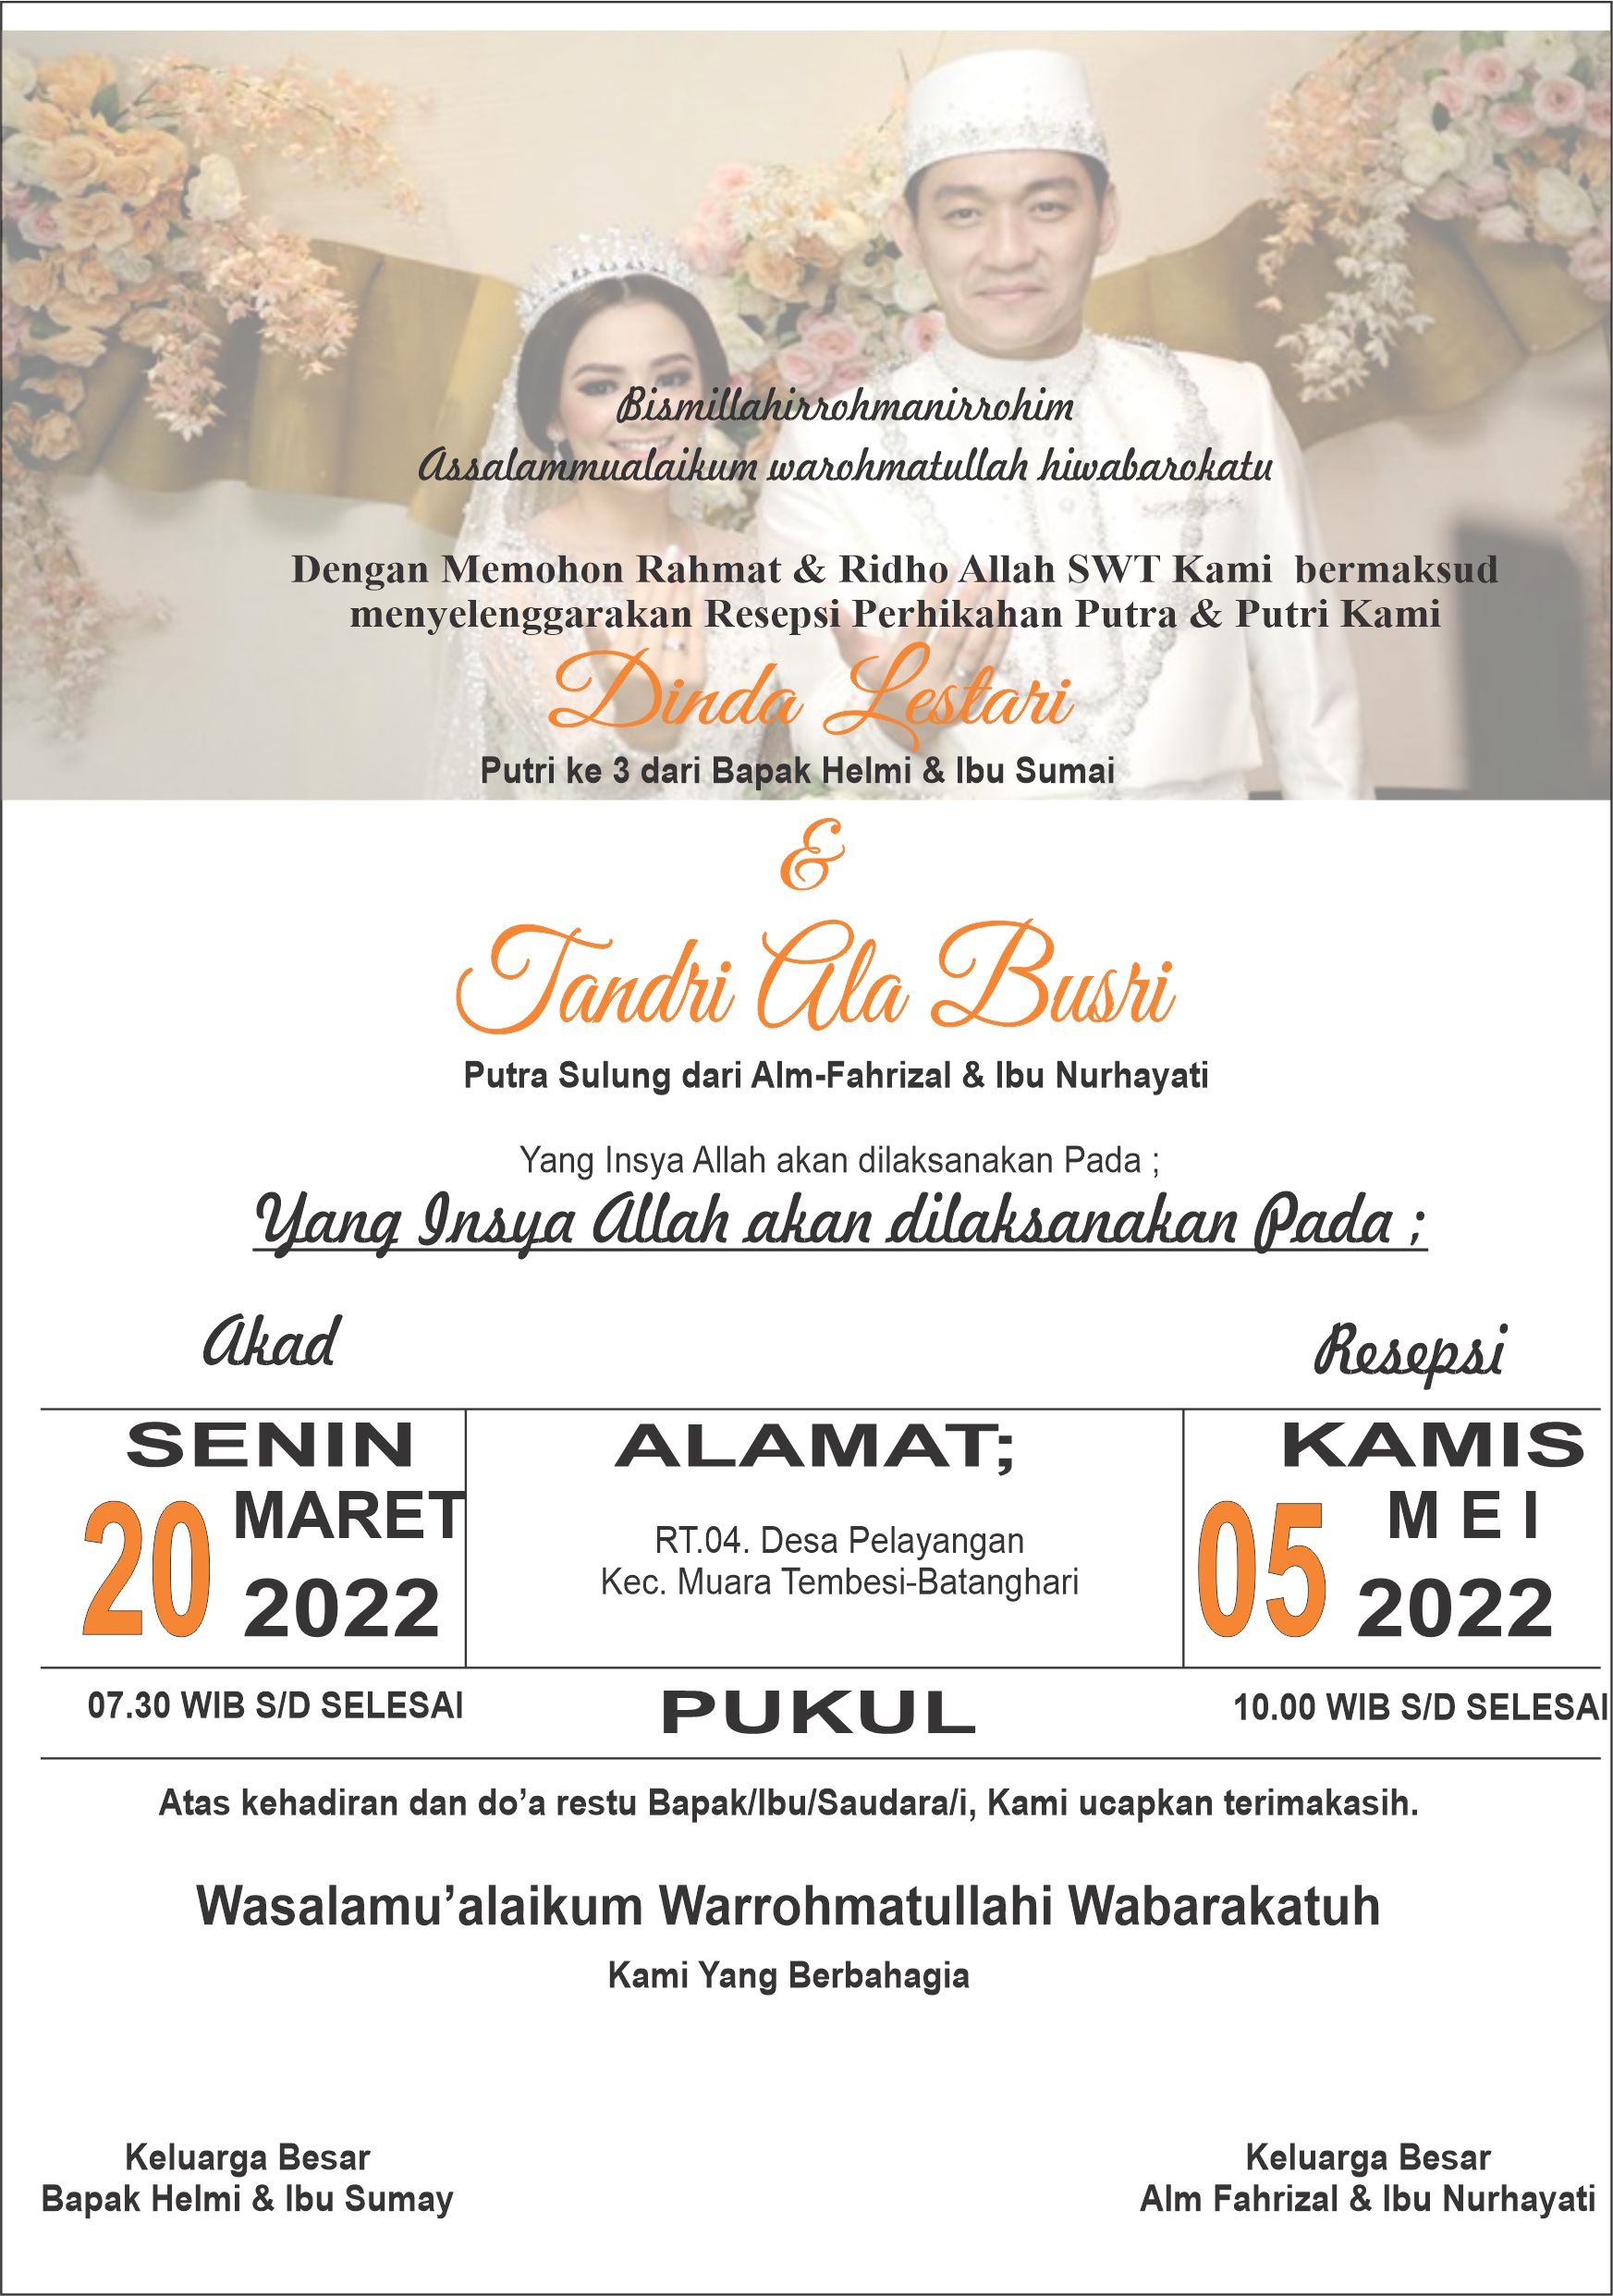 Bismillahirrohmanirrohim
Assalammualaikum warohmatullah hiwabarokatu
Dengan Memohon Rahmat & Ridho Allah SWT Kami bermaksud
menyelenggarakan Resepsi Perhikahan Putra & Putri Kami
Dinda Lestari
Putri ke 3 dari Bapak Helmi & Ibu Sumai
&
Tandri Ala Busri
Putra Sulung dari Alm-Fahrizal & Ibu Nurhayati
Yang Insya Allah akan dilaksanakan Pada ;
Yang Insya Allah akan dilaksanakan Pada ;
Akad
SENIN
20 MARET
2022
ALAMAT;
RT.04. Desa Pelayangan
Kec. Muara Tembesi-Batanghari
Resepsi
KAMIS
05 MEI
2022
07.30 WIB S/D SELESAI
PUKUL
10.00 WIB S/D SELESAI
Atas kehadiran dan do’a restu Bapak/Ibu/Saudara/i, Kami ucapkan terimakasih.
Wasalamu’alaikum Warrohmatullahi Wabarakatuh
Kami Yang Berbahagia
Keluarga Besar
Bapak Helmi & Ibu Sumay
Keluarga Besar
Alm Fahrizal & Ibu Nurhayati